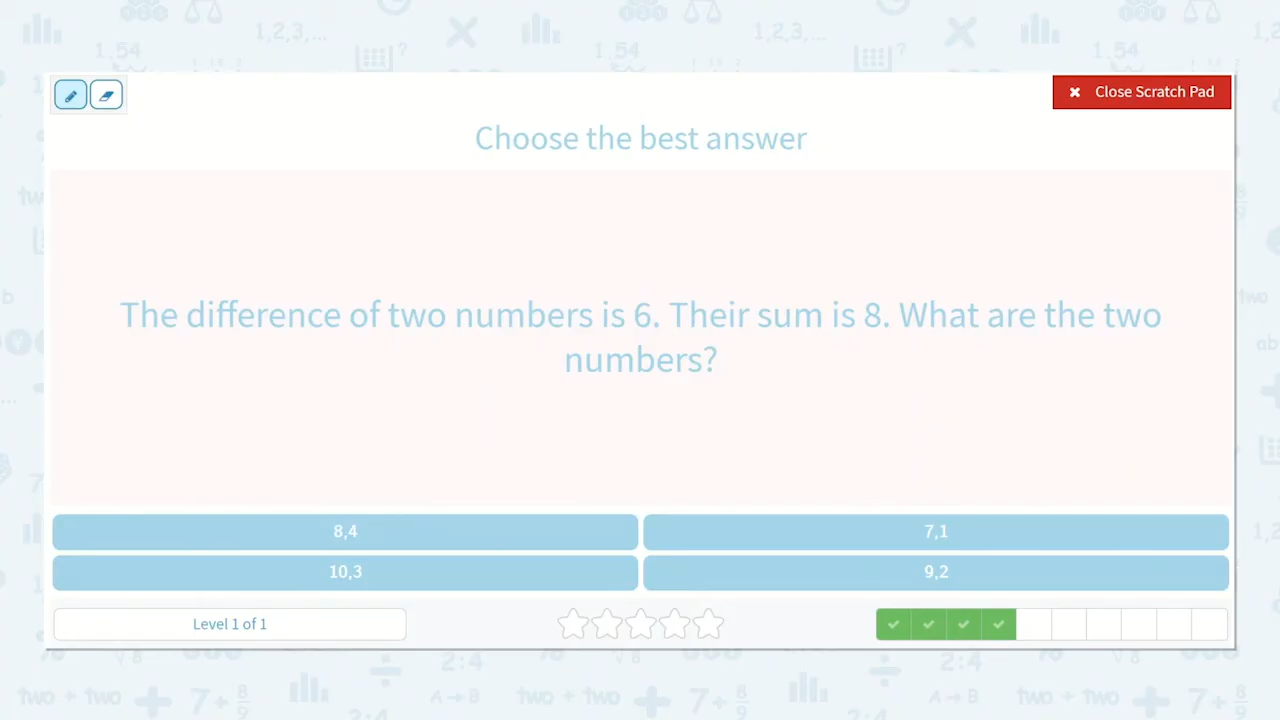 Close Scratch Pad
Choose the best answer
The difference of two numbers is 6. Their sum is 8. What are the two
numbers?
8,4
7,1
10,3
9,2
Level 1 of 1